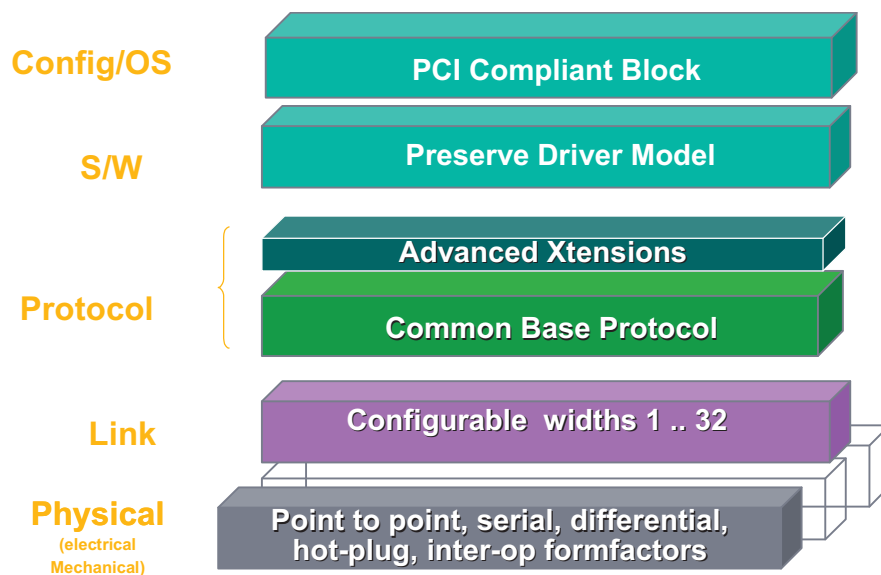 Config/OS
PCI Compliant Block
S/W
Preserve Driver Model
Advanced Xtensions
Protocol
Common Base Protocol
Link
Configurable widths 1 .. 32
Physical
(electrical
Mechanical)
Point to point, serial, differential,
hot-plug, inter-op formfactors